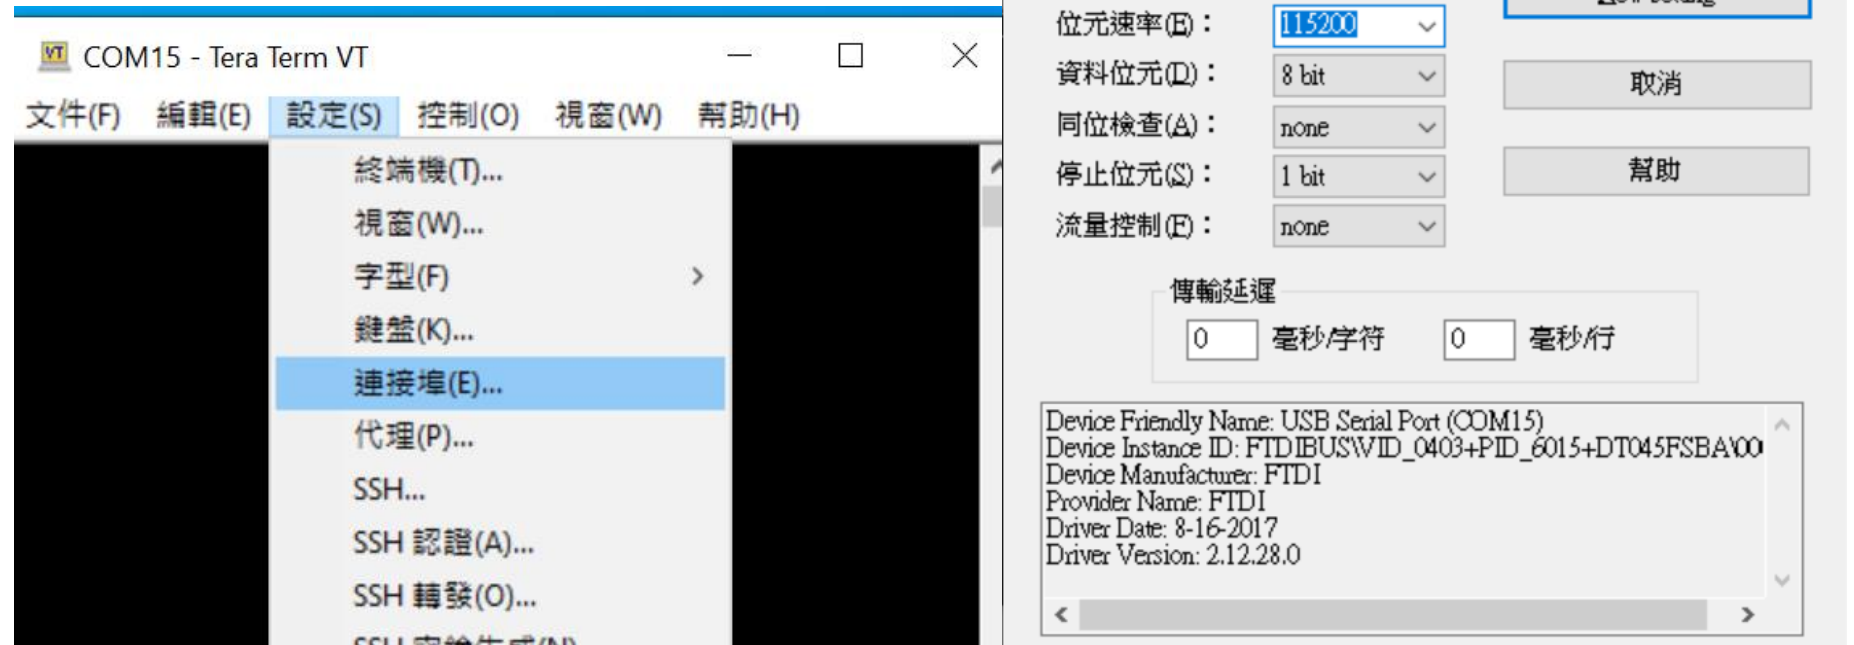 COM15 - Tera Term VT
文件(F) 編輯(E) 設定(S) 控制(O) 視窗(W) 幫助(H)
終端機(T)...
視窗(W)...
字型(F)
鍵盤(K)...
連接埠(E)...
代理(P)...
SSH...
SSH 認證(A)...
SSH 轉發(O)...
位元速率(E)： 115200
資料位元(D)： 8 bit
取消
同位檢查(A)： none
停止位元(S)： 1 bit
幫助
流量控制(F)： none
傳輸延遲
0 毫秒/字符 0 毫秒/行
Device Friendly Name: USB Serial Port (COM15)
Device Instance ID: FTDIBUS\VID_0403+PID_6015+DT045FSBA\00
Device Manufacturer: FTDI
Provider Name: FTDI
Driver Date: 8-16-2017
Driver Version: 2.12.28.0